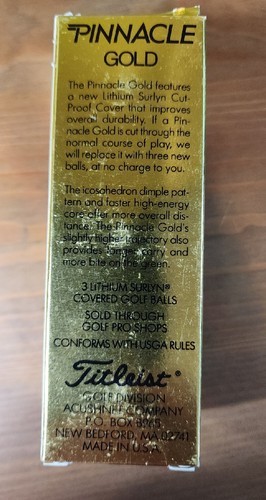 PINNACLE
GOLD
The Pinnacle Gold features
a new Lithium Surlyn Cut-
Proof Cover that improves
overall durability. If a Pin-
nacle Gold is cut through the
normal course of play, we
will replace it with three new
balls, at no charge to you.
The icosohedron dimple pat-
tern and faster high-energy
core offer more overall dis-
tance. The Pinnacle Gold's
slightly higher trajectory also
provides longer carry and
more bite on the green.
3 LITHIUM SURLYN®
COVERED GOLF BALLS
SOLD THROUGH
GOLF PRO SHOPS
CONFORMS WITH USGA RULES
Titleist®
GOLF DIVISION
ACUSHNET COMPANY
P.O. BOX B965
NEW BEDFORD, MA 02741
MADE IN U.S.A.